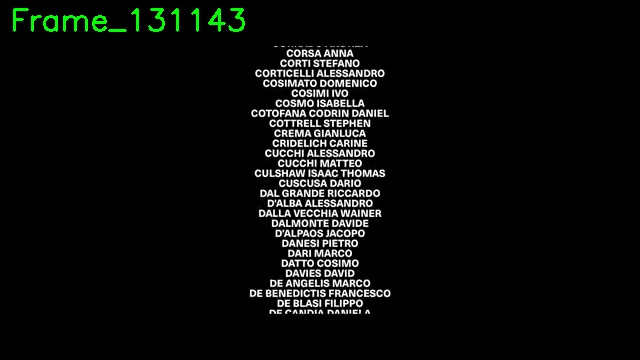 Frame_131143
CORSA ANNA
CORTI STEFANO
CORTICELLI ALESSANDRO
COSIMATO DOMENICO
COSIMI IVO
COSMO ISABELLA
COTOFANA CODRIN DANIEL
COTTRELL STEPHEN
CREMA GIANLUCA
CRIDELICH CARINE
CUCCHI ALESSANDRO
CUCCHI MATTEO
CULSHAW ISAAC THOMAS
CUSCUSA DARIO
DAL GRANDE RICCARDO
D'ALBA ALESSANDRO
DALLA VECCHIA WAINER
DALMONTE DAVIDE
D'ALPAOS JACOPO
DANESI PIETRO
DARI MARCO
DATTO COSIMO
DAVIES DAVID
DE ANGELIS MARCO
DE BENEDICTIS FRANCESCO
DE BLASI FILIPPO
DE CANDIA DANIELA